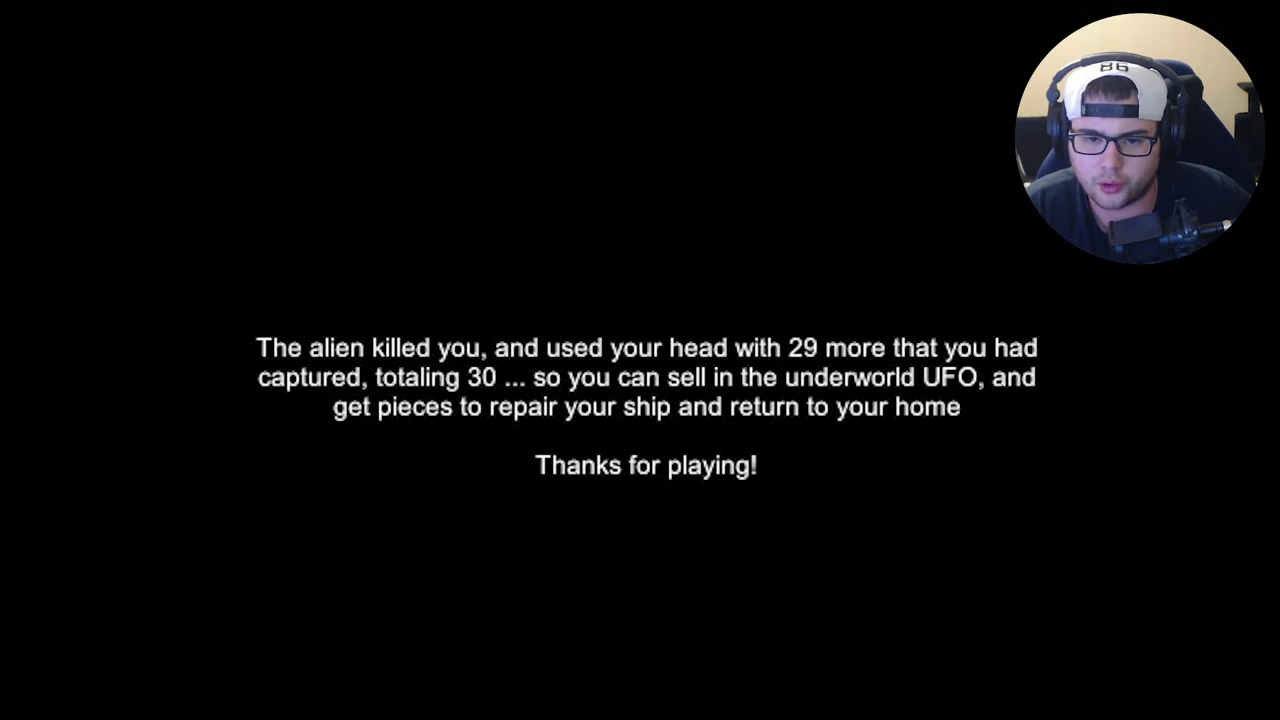 86
The alien killed you, and used your head with 29 more that you had
captured, totaling 30 ... so you can sell in the underworld UFO, and
get pieces to repair your ship and return to your home
Thanks for playing!